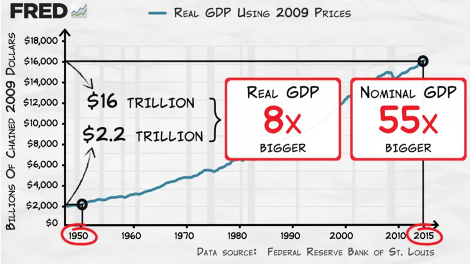 FRED
REAL GDP USING 2009 PRICES
BILLIONS OF CHAINED 2009 DOLLARS
$18,000
$16,000
$14,000
$12,000
$10,000
$8,000
$6,000
$4,000
$2,000
$0
$16 TRILLION
$2.2 TRILLION
REAL GDP
8X
BIGGER
NOMINAL GDP
55X
BIGGER
1950 1960 1970 1980 1990 2000 2010 2015
DATA SOURCE: FEDERAL RESERVE BANK OF ST. LOUIS